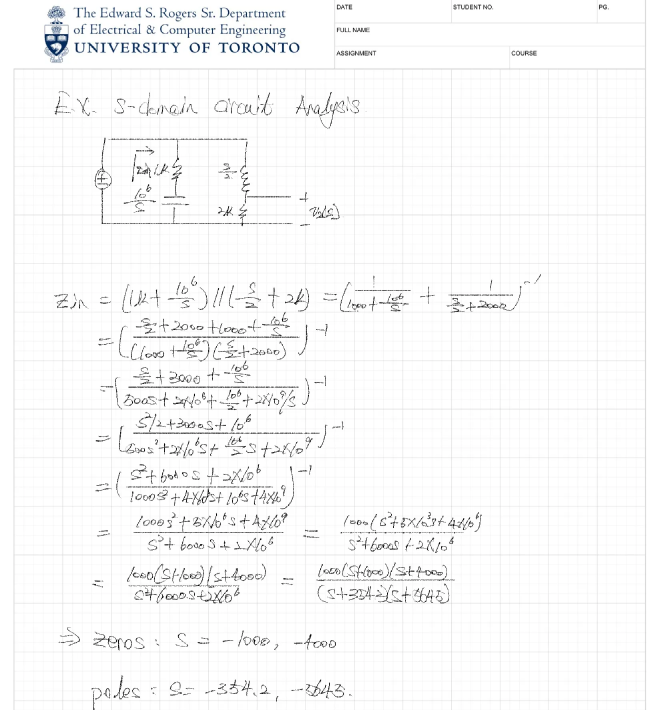 The Edward S. Rogers Sr. Department
of Electrical & Computer Engineering
UNIVERSITY OF TORONTO
DATE STUDENT NO. PG.
FULL NAME
ASSIGNMENT COURSE
EX. S-domain circuit Analysis
Zin 1k s/2
10^6/s
2k + Vo(s) -
Zin = (1k + 10^6/s) // (s/2 + 2k) = (1/(1000 + 10^6/s) + 1/(s/2 + 2000))^-1
= ((s/2 + 2000 + 1000 + 10^6/s)/((1000 + 10^6/s)(s/2 + 2000)))^-1
= ((s/2 + 3000 + 10^6/s)/(500s + 2×10^6 + 10^6/2 + 2×10^9/s))^-1
= ((s^2/2 + 3000s + 10^6)/(500s^2 + 2×10^6s + 10^6/2 s + 2×10^9))^-1
= ((s^2 + 6000s + 2×10^6)/(1000s^2 + 4×10^6s + 10^6s + 4×10^9))^-1
= (1000s^2 + 5×10^6s + 4×10^9)/(s^2 + 6000s + 2×10^6) = 1000(s^2 + 5×10^3s + 4×10^6)/(s^2 + 6000s + 2×10^6)
= 1000(s+1000)(s+4000)/(s^2 + 6000s + 2×10^6) = 1000(s+1000)(s+4000)/((s+354.2)(s+5645))
⇒ zeros : S = -1000, -4000
poles : S = -354.2, -5645.